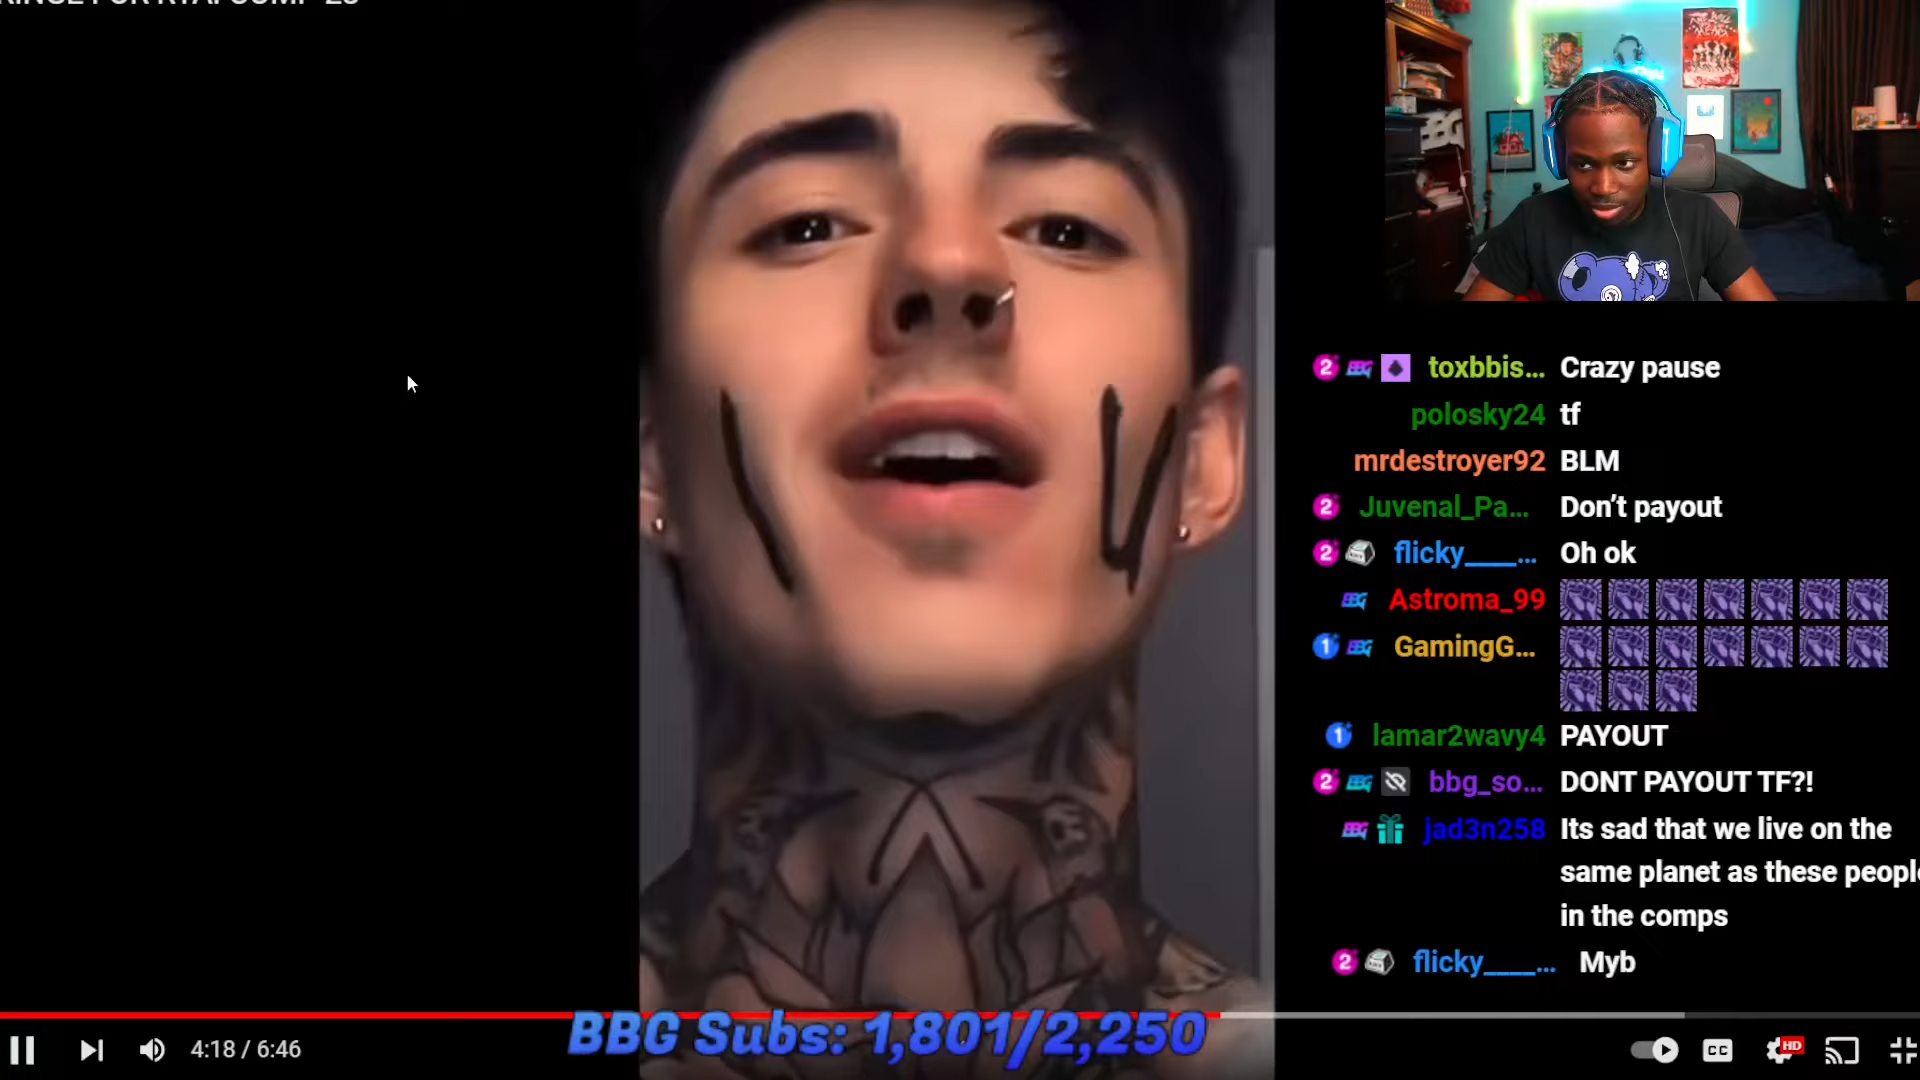 toxbbis... Crazy pause
polosky24 tf
mrdestroyer92 BLM
Juvenal_Pa... Don’t payout
flicky____... Oh ok
Astroma_99
GamingG...
lamar2wavy4 PAYOUT
bbg_so... DONT PAYOUT TF?!
jad3n258 Its sad that we live on the
same planet as these people
in the comps
flicky____... Myb
BBG Subs: 1,801/2,250
4:18 / 6:46
CC
HD